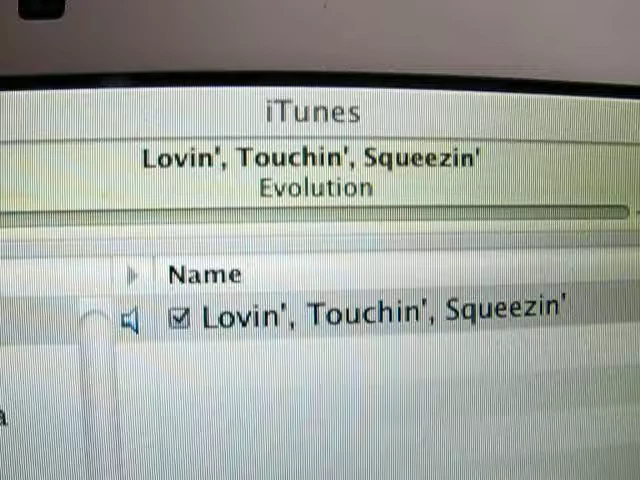 iTunes
Lovin', Touchin', Squeezin'
Evolution
Name
Lovin', Touchin', Squeezin'
a